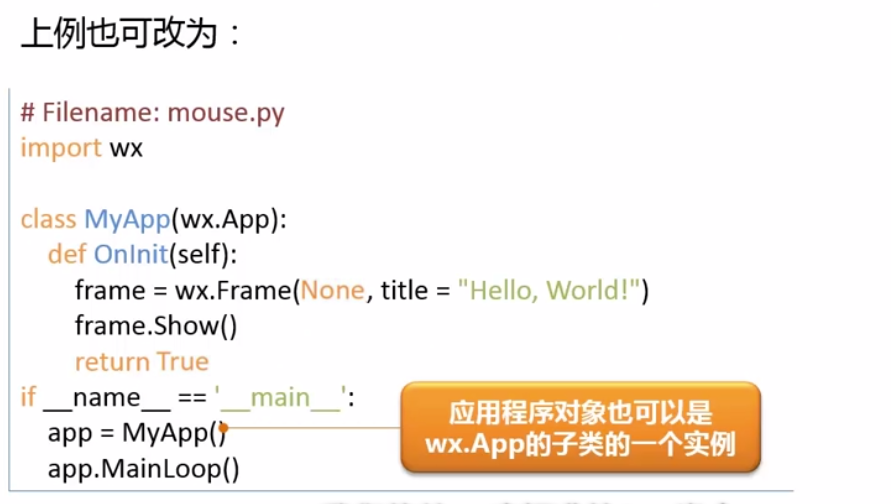 上例也可改为：
# Filename: mouse.py
import wx
class MyApp(wx.App):
def OnInit(self):
frame = wx.Frame(None, title = "Hello, World!")
frame.Show()
return True
if __name__ == '__main__':
app = MyApp()
app.MainLoop()
应用程序对象也可以是
wx.App的子类的一个实例